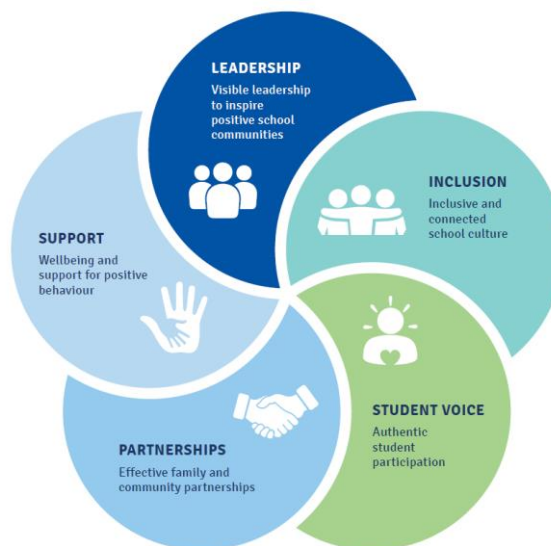 LEADERSHIP
Visible leadership
to inspire
positive school
communities
INCLUSION
Inclusive and
connected
school culture
STUDENT VOICE
Authentic
student
participation
PARTNERSHIPS
Effective family and
community partnerships
SUPPORT
Wellbeing and
support for positive
behaviour